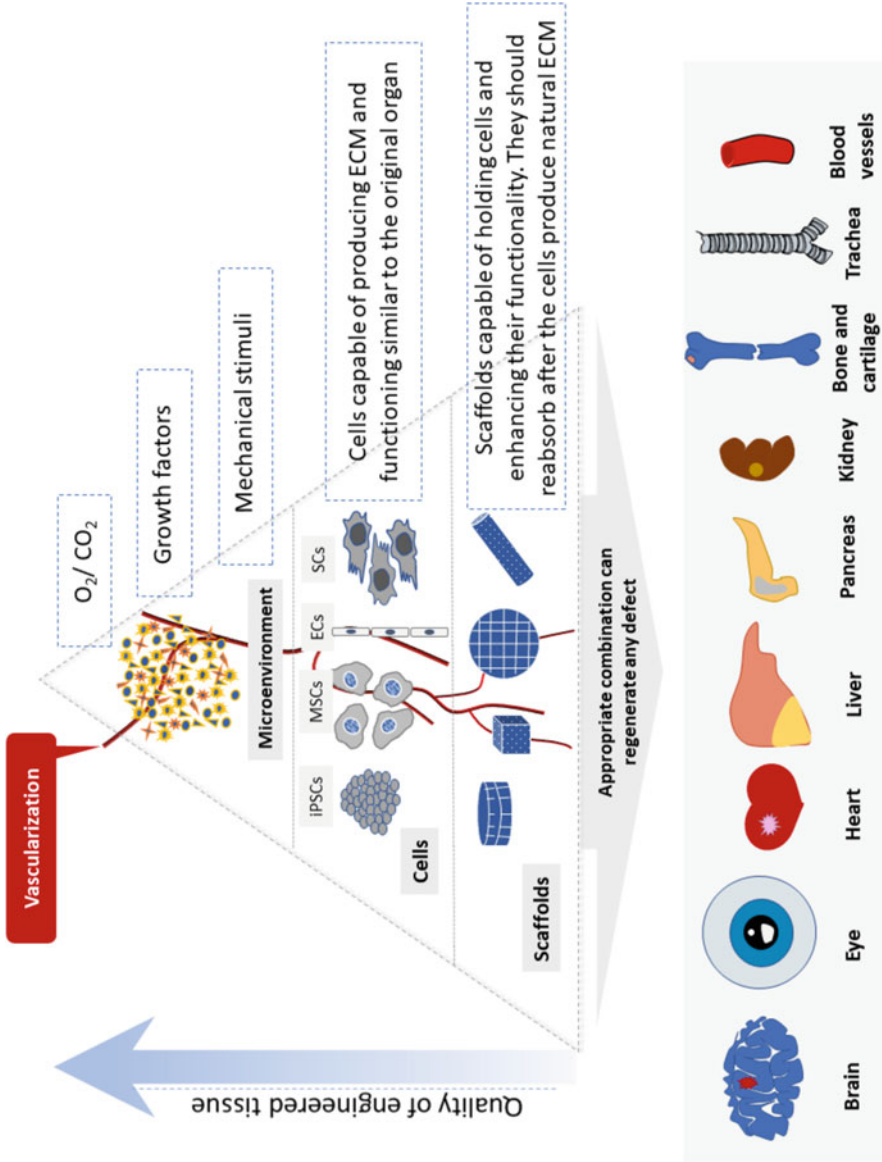 Vascularization
O₂/ CO₂
Growth factors
Mechanical stimuli
Microenvironment
Quality of engineered tissue
iPSCs
MSCs
ECs
SCs
Cells
Cells capable of producing ECM and
functioning similar to the original organ
Scaffolds
Scaffolds capable of holding cells and
enhancing their functionality. They should
reabsorb after the cells produce natural ECM
Appropriate combination can
regenerate any defect
Brain
Eye
Heart
Liver
Pancreas
Kidney
Bone and
cartilage
Trachea
Blood
vessels